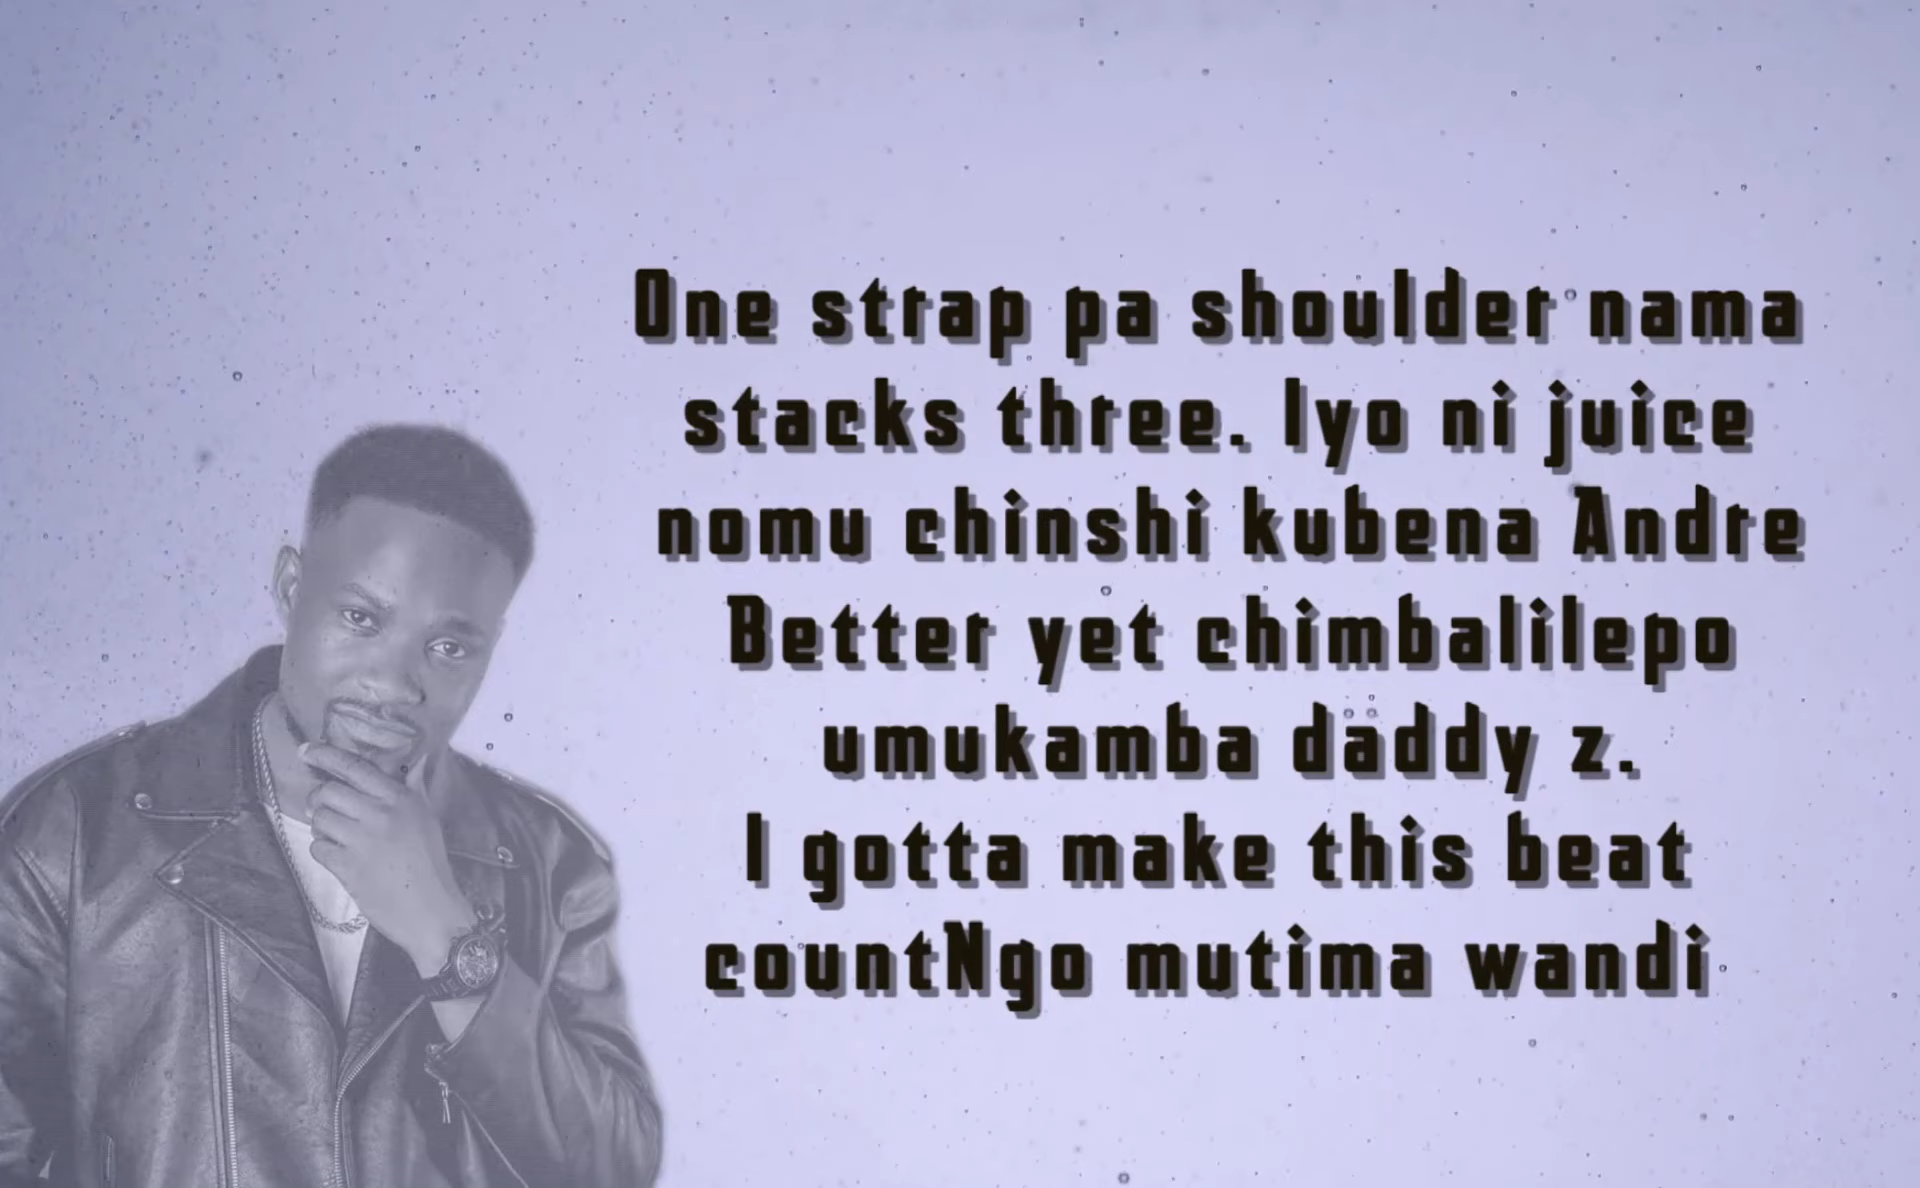 One strap pa shoulder nama
stacks three. Iyo ni juice
nomu chinshi kubena Andre
Better yet chimbalilepo
umukamba daddy z.
I gotta make this beat
countNgo mutima wandi